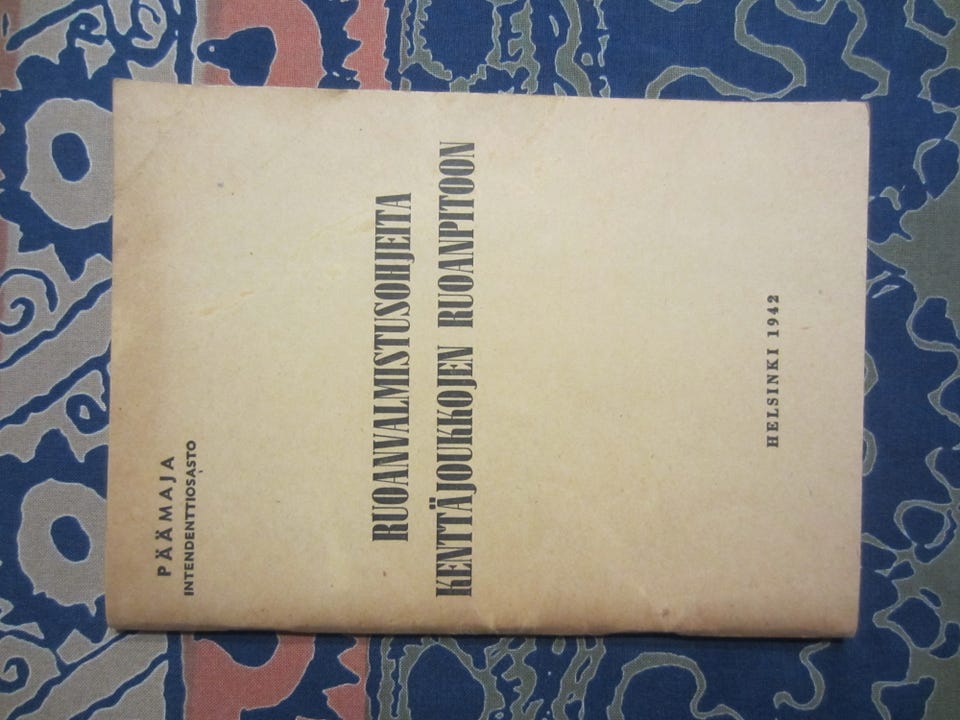 PÄÄMAJA
INTENDENTTIOSASTO
RUOANVALMISTUSOHJEITA
KENTTÄJOUKKOJEN RUOANPITOON
HELSINKI 1942